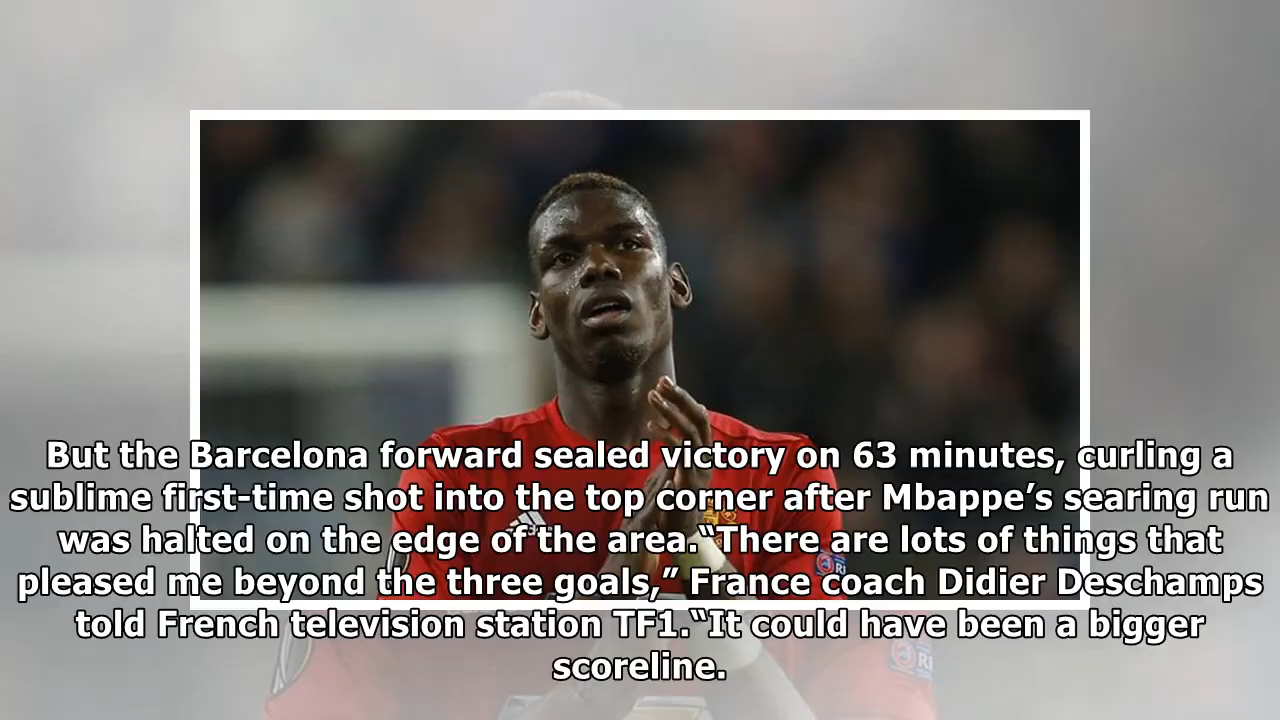 But the Barcelona forward sealed victory on 63 minutes, curling a
sublime first-time shot into the top corner after Mbappe’s searing run
was halted on the edge of the area.“There are lots of things that
pleased me beyond the three goals,” France coach Didier Deschamps
told French television station TF1.“It could have been a bigger
scoreline.